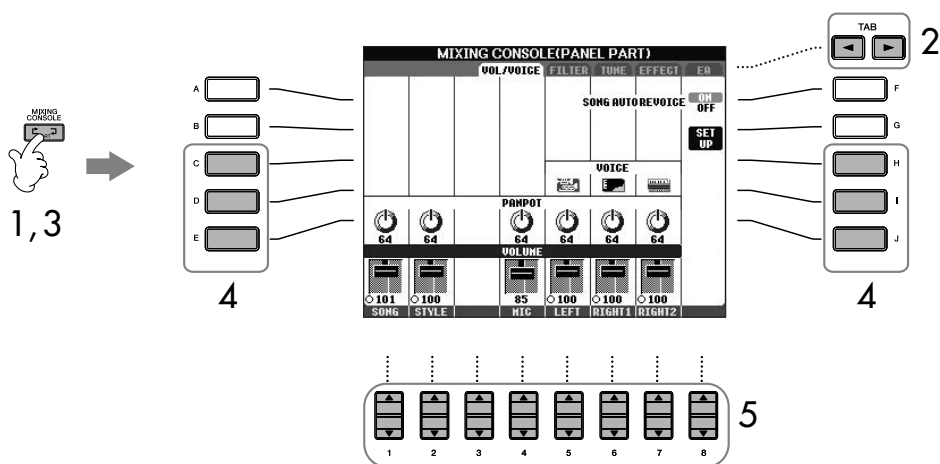 TAB
2
MIXING CONSOLE(PANEL PART)
VOL/VOICE FILTER TUNE EFFECT EQ
A
F
SONG AUTO REVOICE ON
OFF
MIXING
CONSOLE
B
G
SET
UP
C
H
VOICE
D
I
1,3
PANPOT
E
J
64 64 64 64 64 64
VOLUME
4
4
101 100 85 100 100 100
SONG STYLE MIC LEFT RIGHT1 RIGHT2
5
1 2 3 4 5 6 7 8